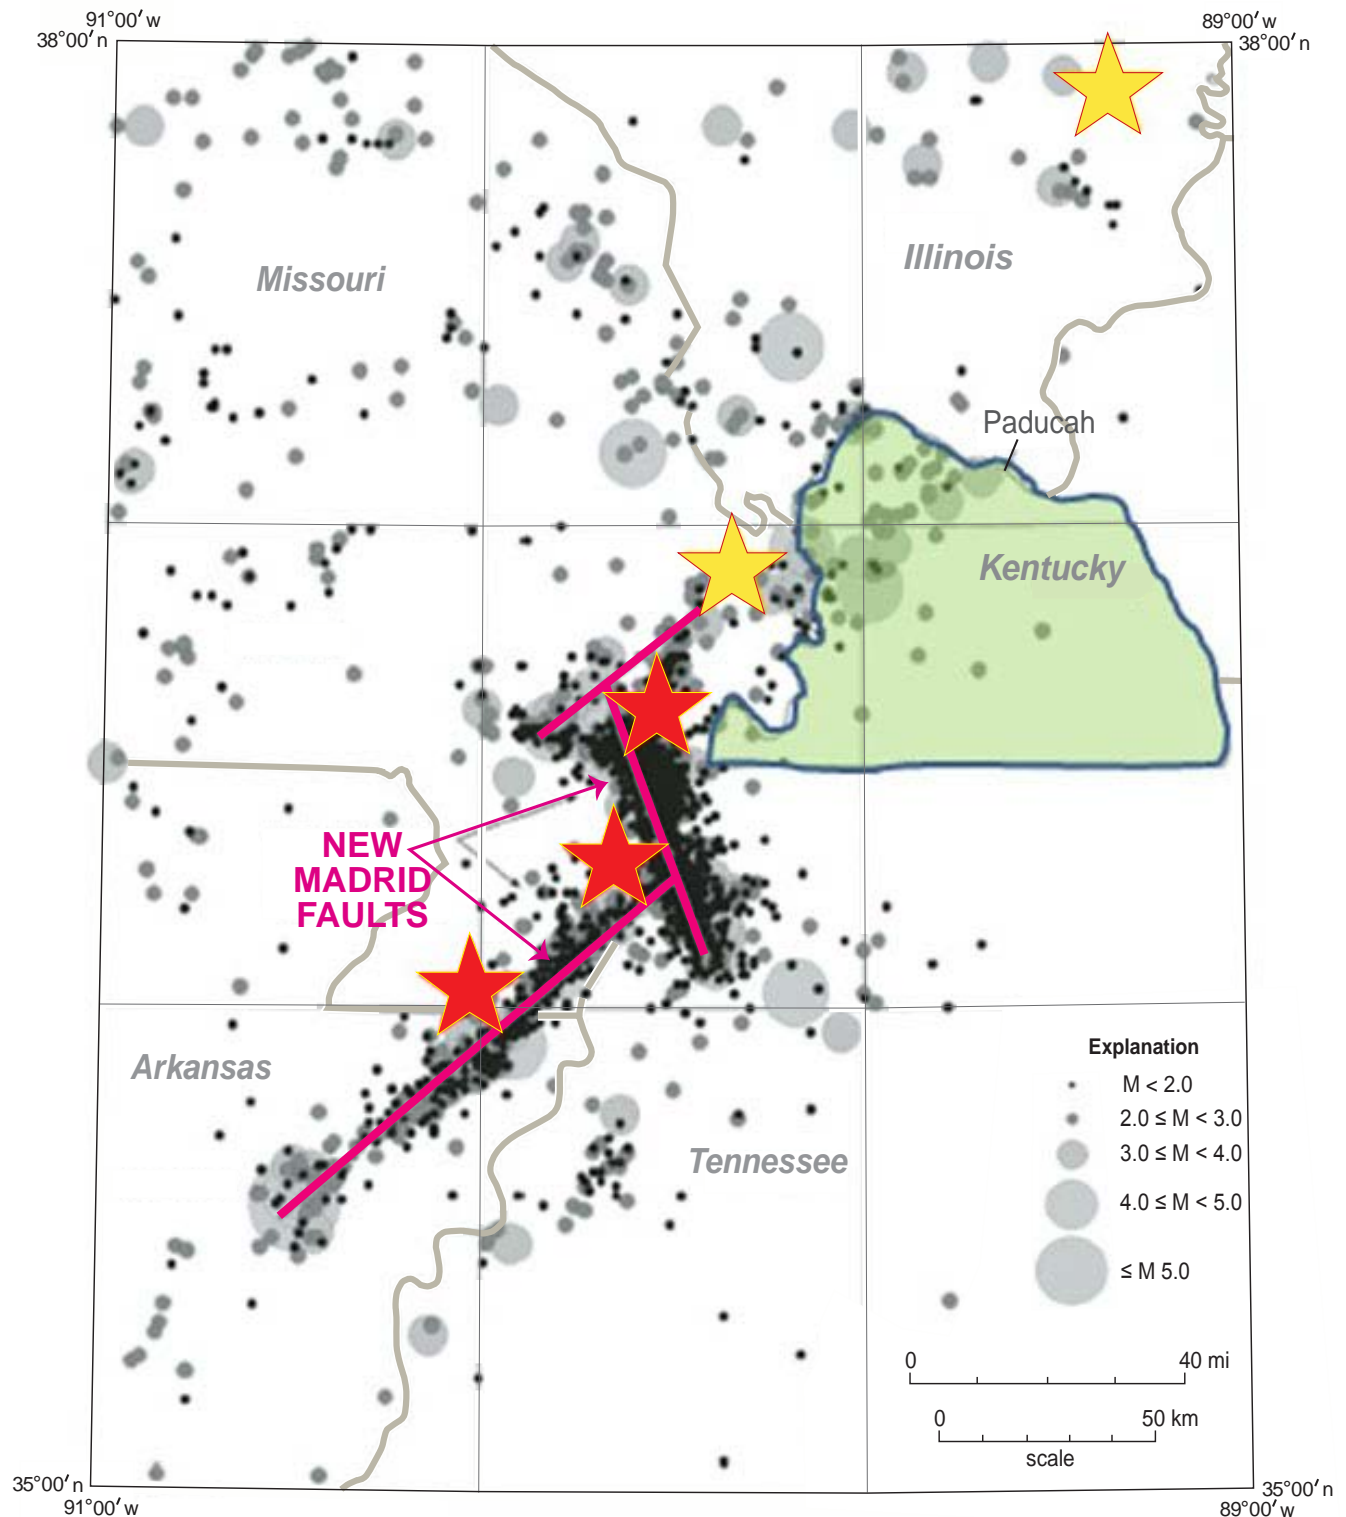 91°00′ w
89°00′ w
38°00′ n
38°00′ n
Missouri
Illinois
Paducah
Kentucky
NEW
MADRID
FAULTS
Arkansas
Tennessee
Explanation
M < 2.0
2.0 ≤ M < 3.0
3.0 ≤ M < 4.0
4.0 ≤ M < 5.0
≤ M 5.0
0 40 mi
0 50 km
scale
35°00′ n
35°00′ n
91°00′ w
89°00′ w